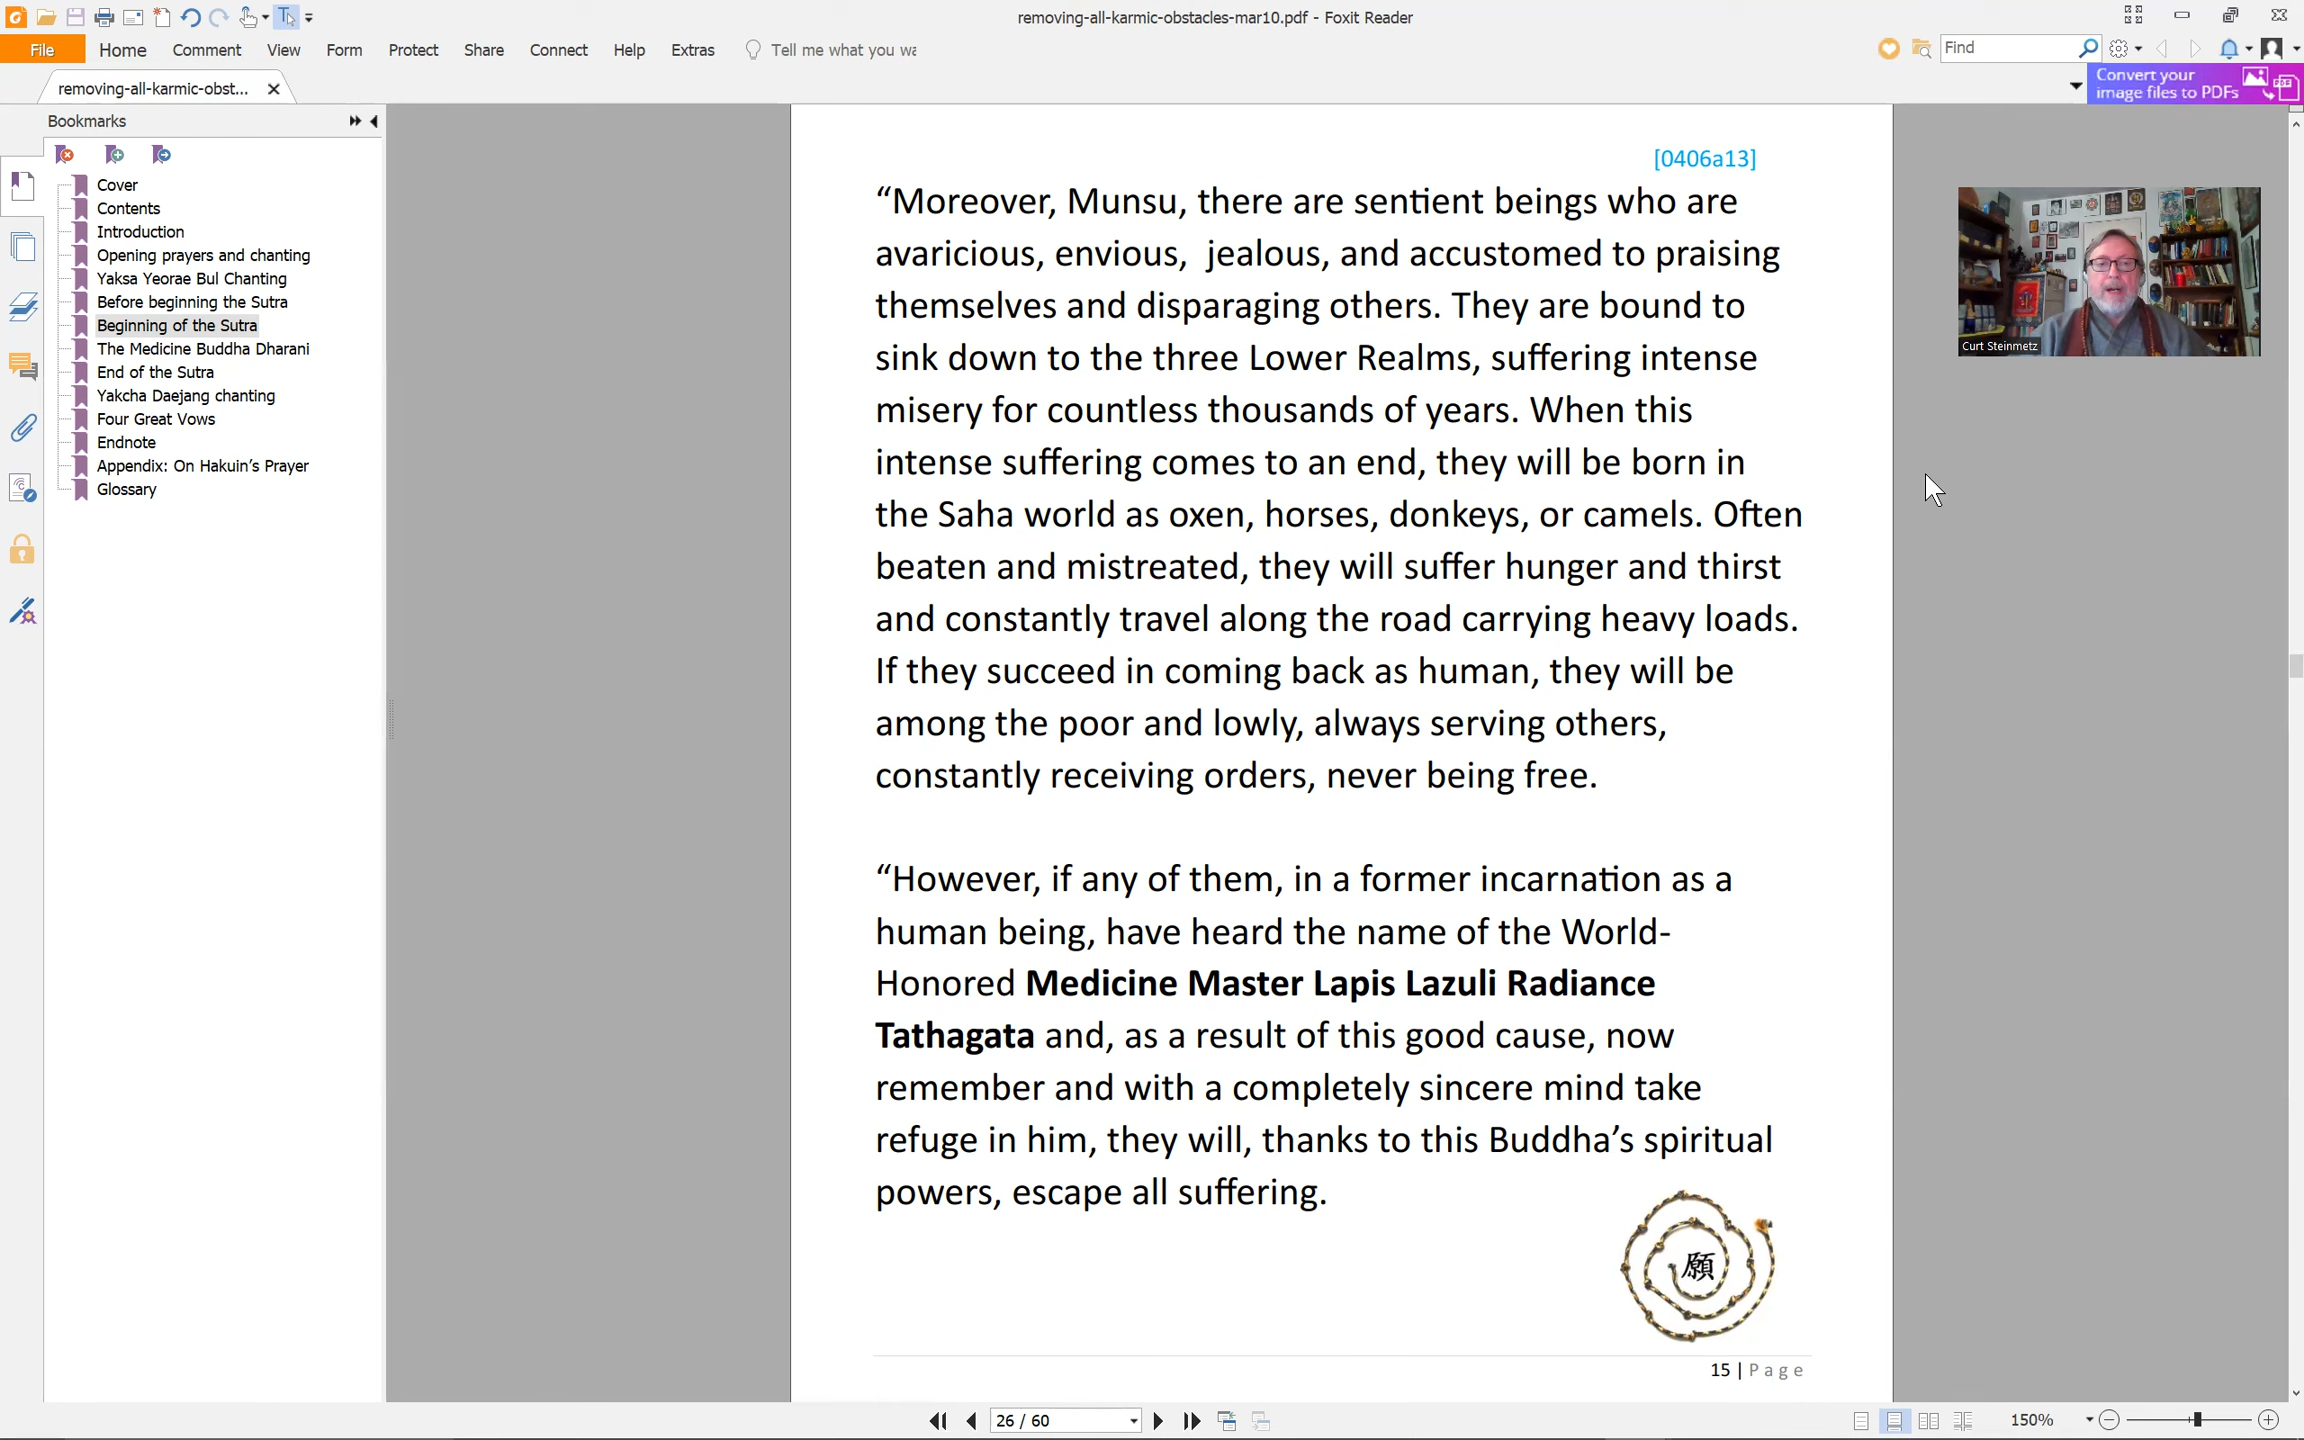 removing-all-karmic-obstacles-mar10.pdf - Foxit Reader
File Home Comment View Form Protect Share Connect Help Extras Tell me what you wa
Find
removing-all-karmic-obst...
Convert your
image files to PDFs
Bookmarks
Cover
Contents
Introduction
Opening prayers and chanting
Yaksa Yeorae Bul Chanting
Before beginning the Sutra
Beginning of the Sutra
The Medicine Buddha Dharani
End of the Sutra
Yakcha Daejang chanting
Four Great Vows
Endnote
Appendix: On Hakuin’s Prayer
Glossary
[0406a13]
“Moreover, Munsu, there are sentient beings who are
avaricious, envious,  jealous, and accustomed to praising
themselves and disparaging others. They are bound to
sink down to the three Lower Realms, suffering intense
misery for countless thousands of years. When this
intense suffering comes to an end, they will be born in
the Saha world as oxen, horses, donkeys, or camels. Often
beaten and mistreated, they will suffer hunger and thirst
and constantly travel along the road carrying heavy loads.
If they succeed in coming back as human, they will be
among the poor and lowly, always serving others,
constantly receiving orders, never being free.
“However, if any of them, in a former incarnation as a
human being, have heard the name of the World-
Honored Medicine Master Lapis Lazuli Radiance
Tathagata and, as a result of this good cause, now
remember and with a completely sincere mind take
refuge in him, they will, thanks to this Buddha’s spiritual
powers, escape all suffering.
願
15 | Page
Curt Steinmetz
26 / 60
150%